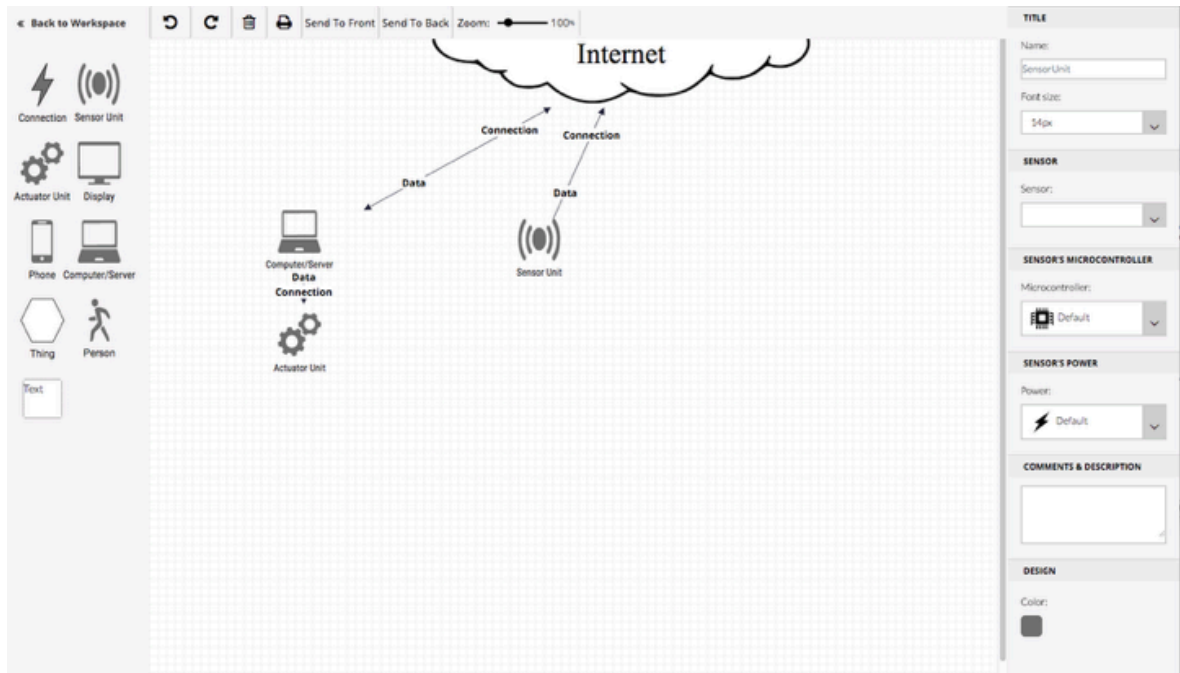 « Back to Workspace
Send To Front Send To Back Zoom: 100%
Connection Sensor Unit
Actuator Unit Display
Phone Computer/Server
Thing Person
Text
Internet
Connection
Connection
Data
Data
Computer/Server
Data
Connection
Sensor Unit
Actuator Unit
TITLE
Name:
SensorUnit
Font size:
14px
SENSOR
Sensor:
SENSOR'S MICROCONTROLLER
Microcontroller:
Default
SENSOR'S POWER
Power:
Default
COMMENTS & DESCRIPTION
DESIGN
Color: